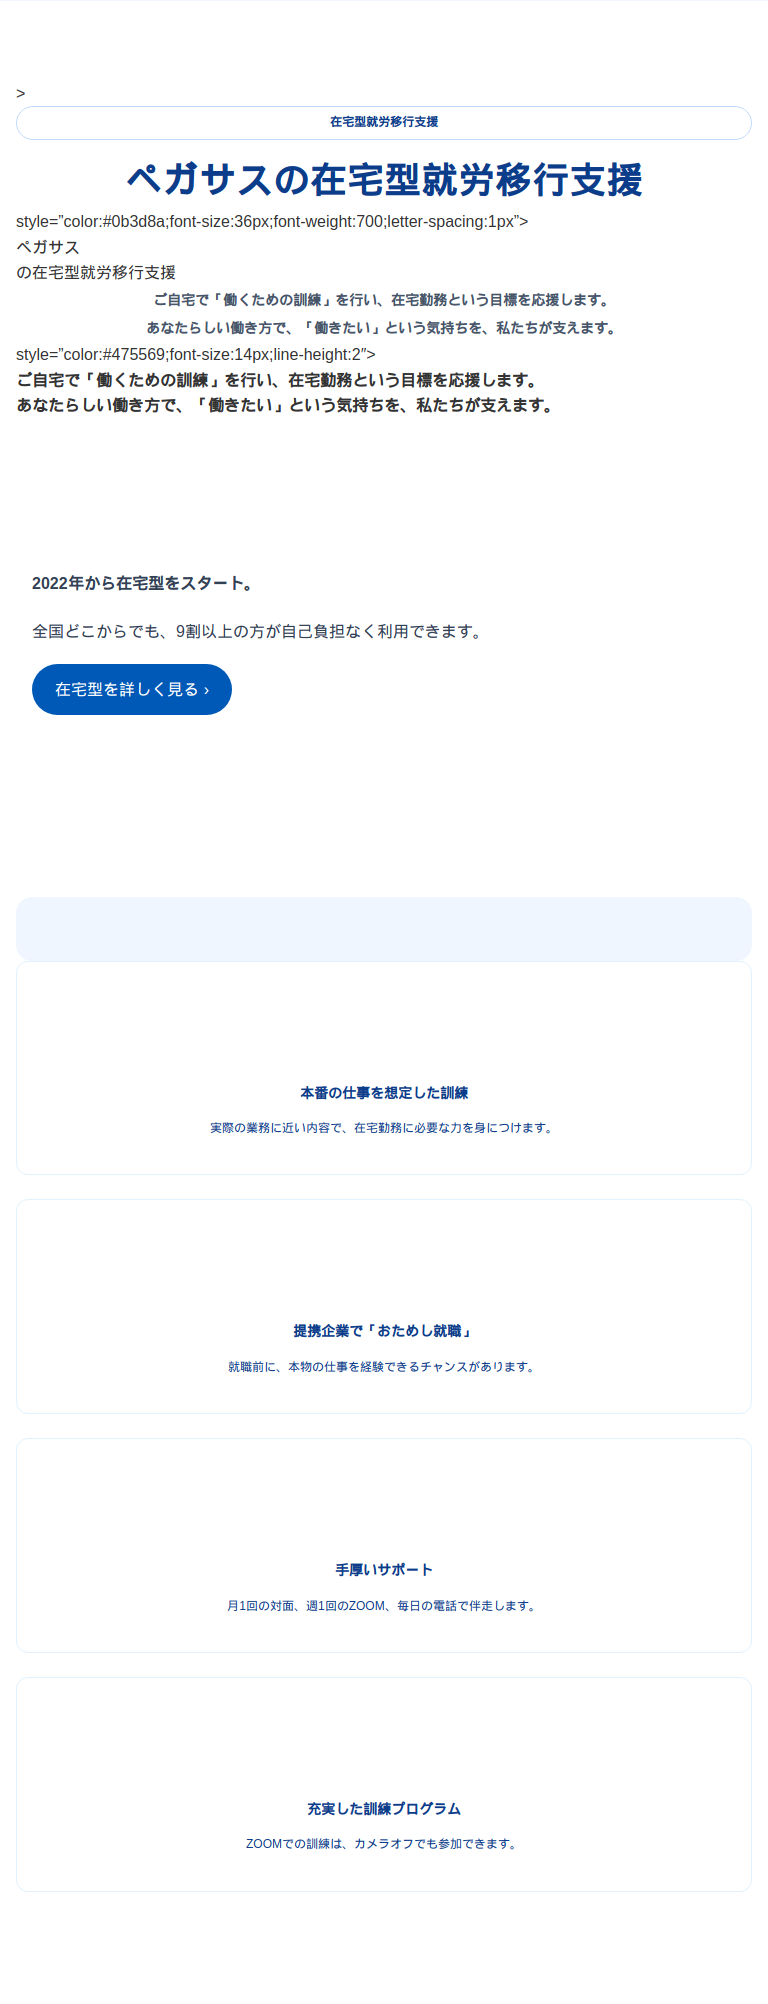 >
在宅型就労移行支援
ペガサスの在宅型就労移行支援
style=”color:#0b3d8a;font-size:36px;font-weight:700;letter-spacing:1px”>
ペガサス
の在宅型就労移行支援
ご自宅で「働くための訓練」を行い、在宅勤務という目標を応援します。
あなたらしい働き方で、「働きたい」という気持ちを、私たちが支えます。
style=”color:#475569;font-size:14px;line-height:2″>
ご自宅で「働くための訓練」を行い、在宅勤務という目標を応援します。
あなたらしい働き方で、「働きたい」という気持ちを、私たちが支えます。
2022年から在宅型をスタート。
全国どこからでも、9割以上の方が自己負担なく利用できます。
在宅型を詳しく見る ›
本番の仕事を想定した訓練
実際の業務に近い内容で、在宅勤務に必要な力を身につけます。
提携企業で「おためし就職」
就職前に、本物の仕事を経験できるチャンスがあります。
手厚いサポート
月1回の対面、週1回のZOOM、毎日の電話で伴走します。
充実した訓練プログラム
ZOOMでの訓練は、カメラオフでも参加できます。